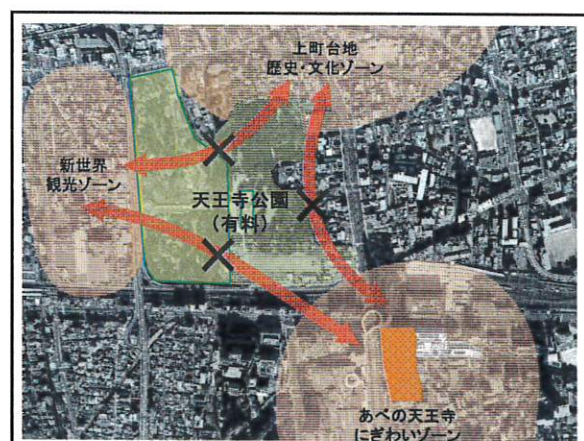 上町台地
歴史・文化ゾーン
新世界
観光ゾーン
天王寺公園
(有料)
あべの天王寺
にぎわいゾーン